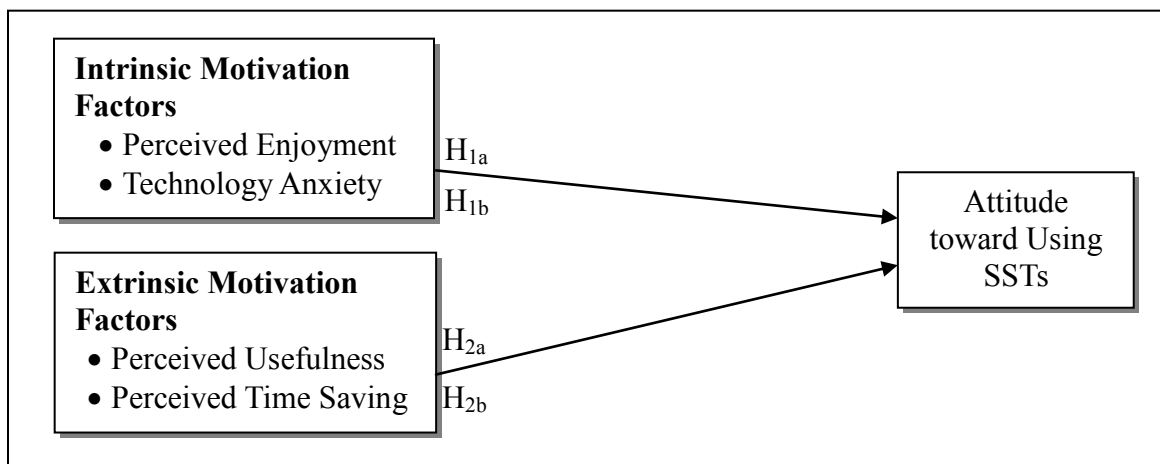 Intrinsic Motivation
Factors
• Perceived Enjoyment
• Technology Anxiety
H1a
H1b
Extrinsic Motivation
Factors
• Perceived Usefulness
• Perceived Time Saving
H2a
H2b
Attitude
toward Using
SSTs